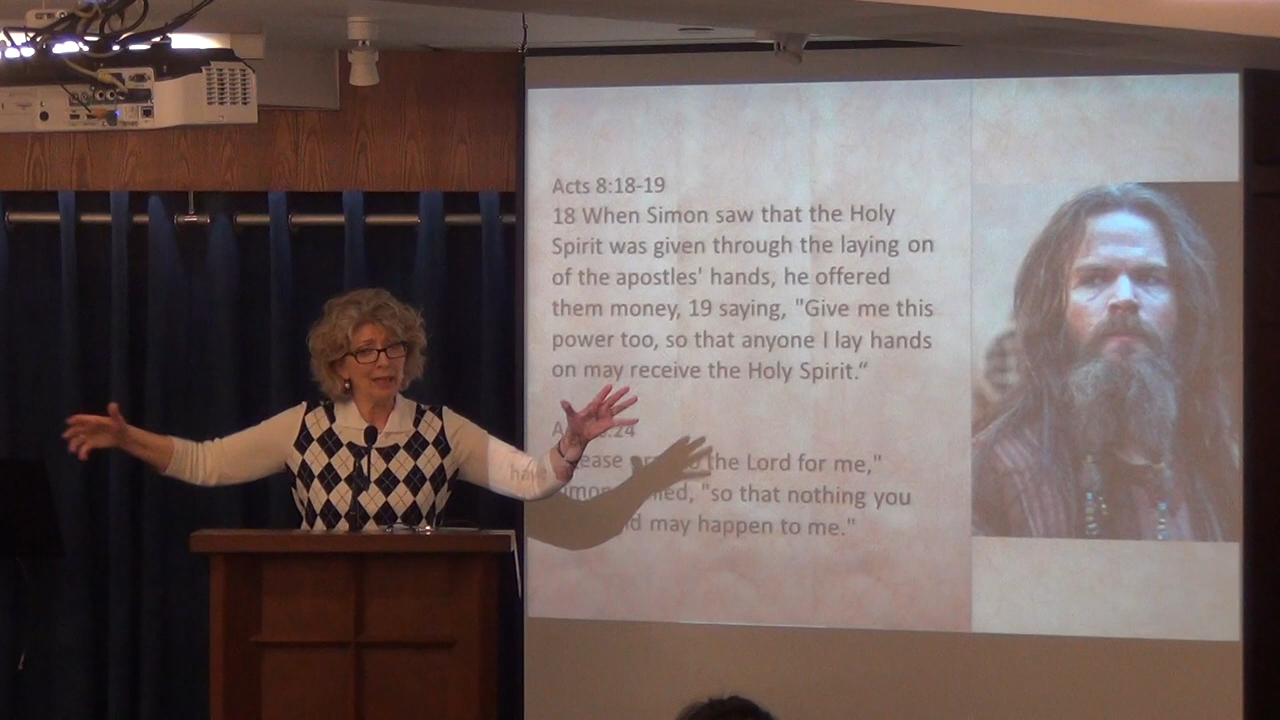 Acts 8:18-19
18 When Simon saw that the Holy
Spirit was given through the laying on
of the apostles' hands, he offered
them money, 19 saying, "Give me this
power too, so that anyone I lay hands
on may receive the Holy Spirit.“
the Lord for me,"
"so that nothing you
have may happen to me."